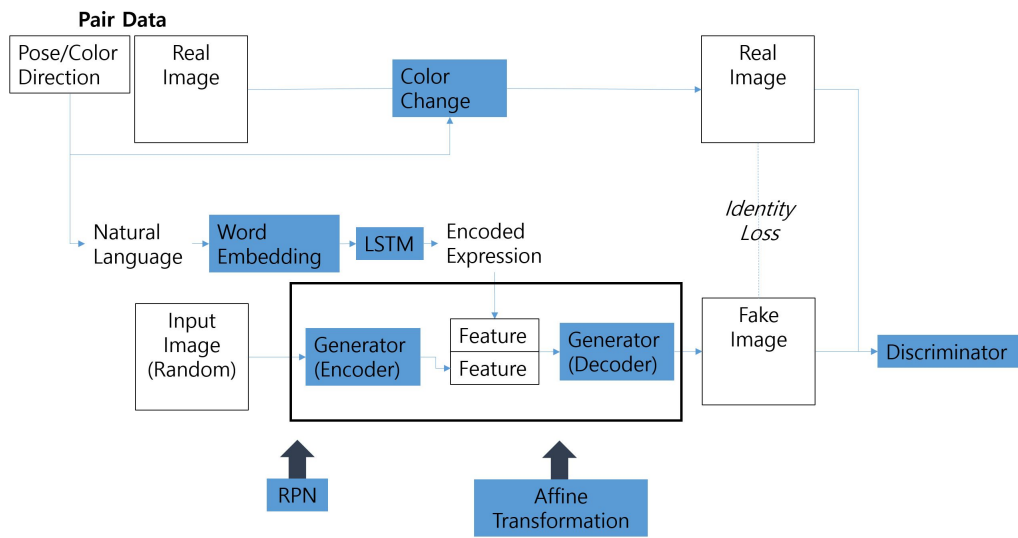 Pair Data
Pose/Color
Direction
Real
Image
Color
Change
Real
Image
Identity
Loss
Natural
Language
Word
Embedding
LSTM
Encoded
Expression
Input
Image
(Random)
Generator
(Encoder)
Feature
Feature
Generator
(Decoder)
Fake
Image
Discriminator
RPN
Affine
Transformation